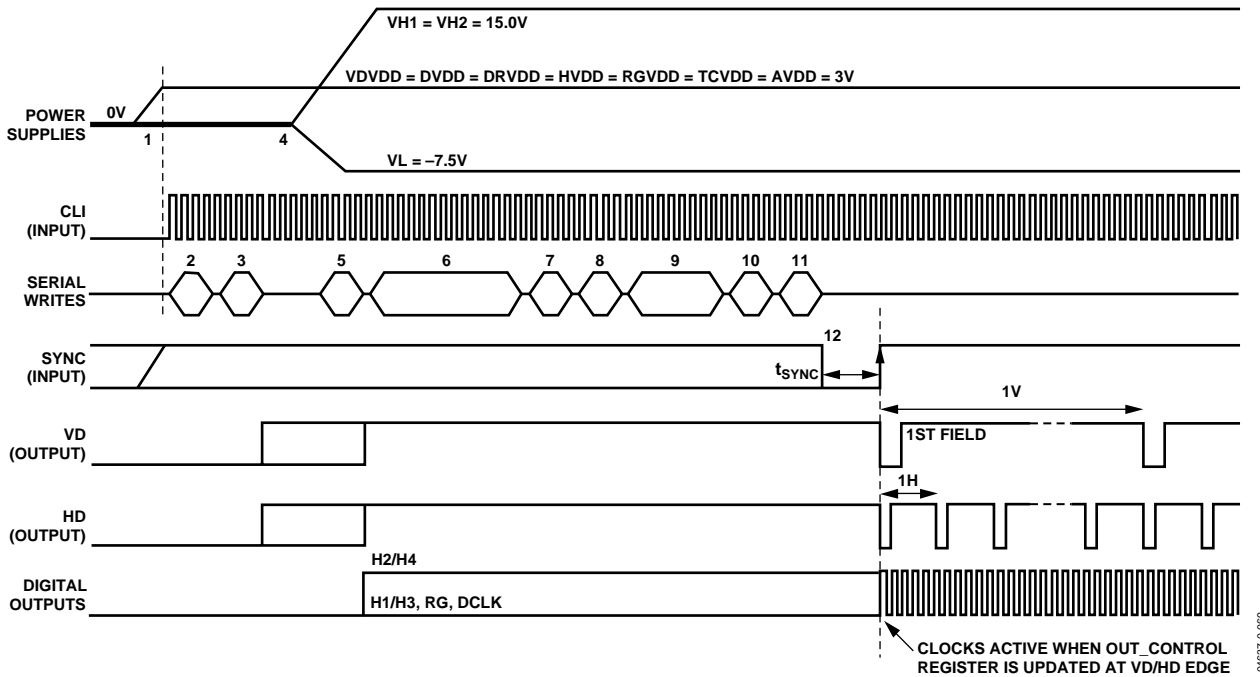 VH1 = VH2 = 15.0V
VDVDD = DVDD = DRVDD = HVDD = RGVDD = TCVDD = AVDD = 3V
0V
POWER
SUPPLIES
1
4
VL = –7.5V
CLI
(INPUT)
2 3 5 6 7 8 9 10 11
SERIAL
WRITES
12
SYNC
(INPUT)
tSYNC
1V
VD
(OUTPUT)
1ST FIELD
1H
HD
(OUTPUT)
H2/H4
DIGITAL
OUTPUTS
H1/H3, RG, DCLK
CLOCKS ACTIVE WHEN OUT_CONTROL
REGISTER IS UPDATED AT VD/HD EDGE